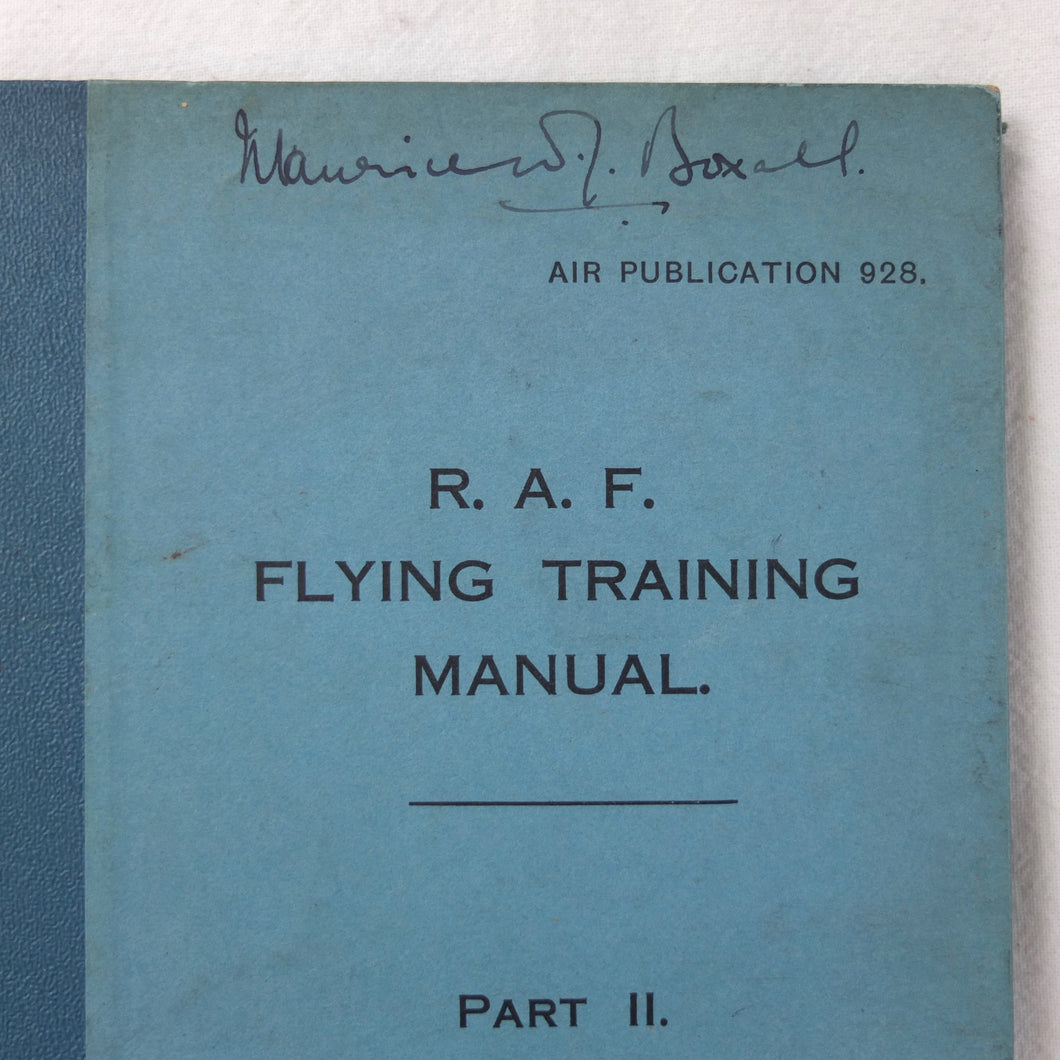 Maurice W. J. Boxall.
AIR PUBLICATION 928.
R. A. F.
FLYING TRAINING
MANUAL.
PART II.